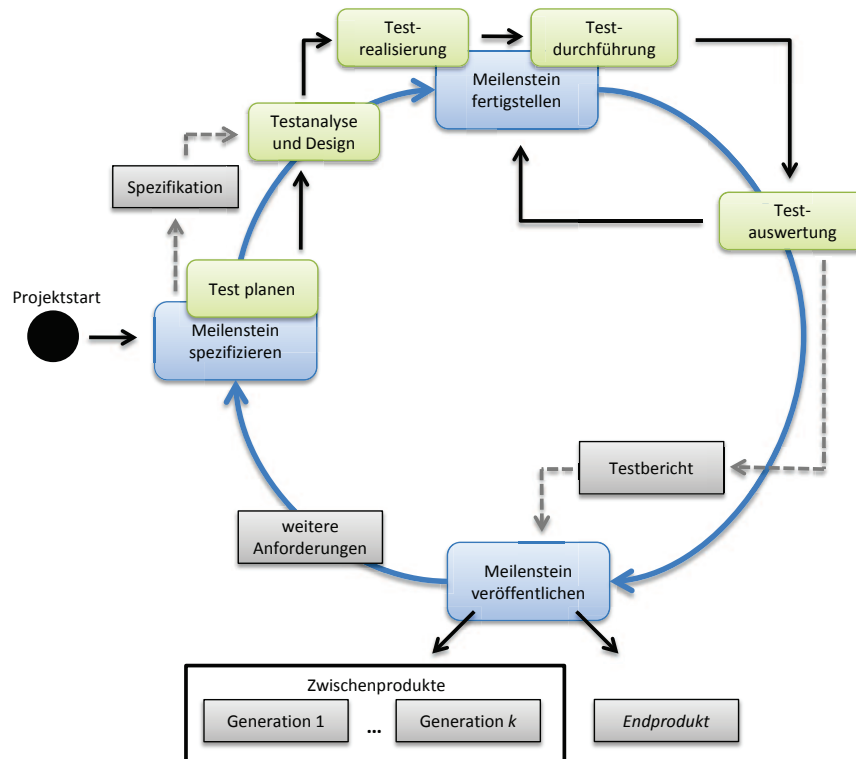 Test-
realisierung
Test-
durchführung
Meilenstein
fertigstellen
Testanalyse
und Design
Spezifikation
Test-
auswertung
Test planen
Projektstart
Meilenstein
spezifizieren
Testbericht
weitere
Anforderungen
Meilenstein
veröffentlichen
Zwischenprodukte
Generation 1
...
Generation k
Endprodukt